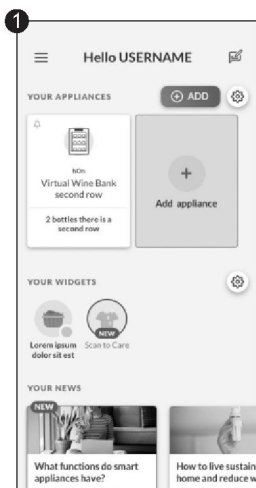 1
Hello USERNAME
YOUR APPLIANCES
ADD
NOn
Virtual Wine Bank
second row
2 bottles there is a
second row
Add appliance
YOUR WIDGETS
Lorem ipsum
dolor sit est
NEW
Scan to Care
YOUR NEWS
NEW
What functions do smart
appliances have?
How to live sustain
home and reduce w